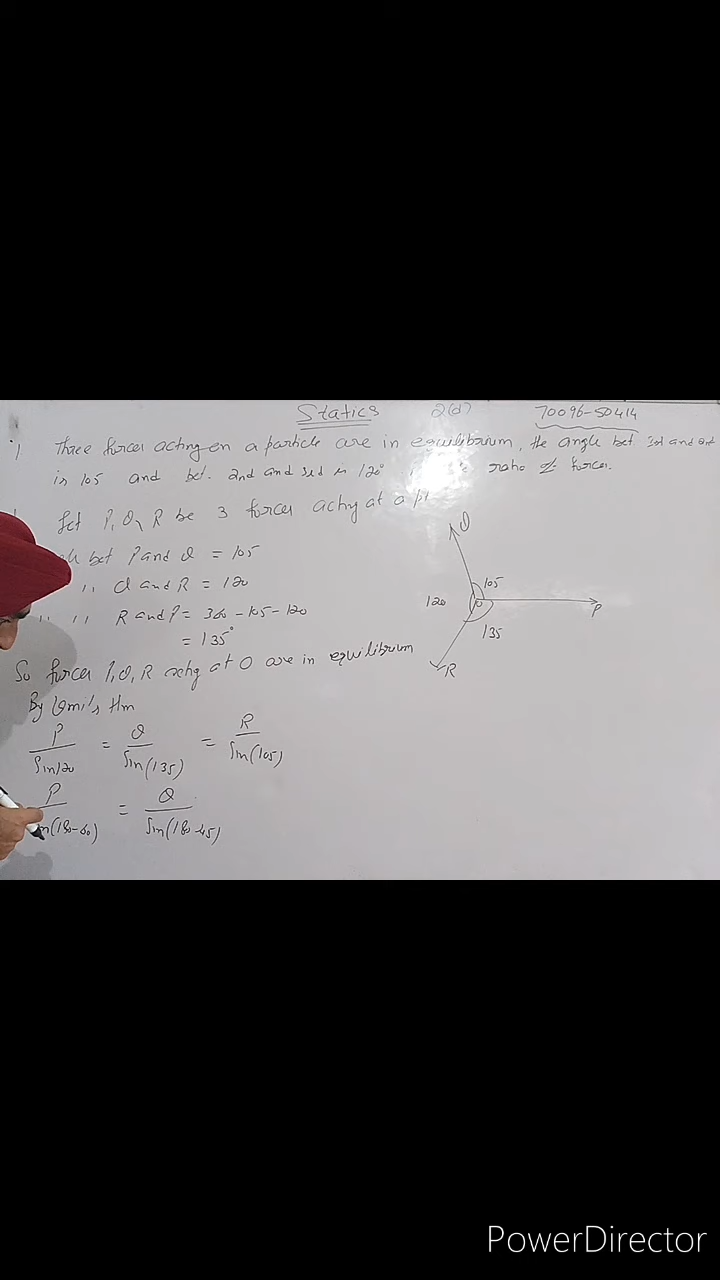 Statics 2(d) 70096-50414
Three forces acting on a particle are in equilibrium, the angle bet. 1st and 2nd
is 105 and bet. 2nd and 3rd is 120° ratio of forces.
Let P, Q, R be 3 forces acting at a pt
bet P and Q = 105
,, Q and R = 120
,, ,, R and P = 360-105-120
= 135°
So forces P, Q, R acting at O are in equilibrium
By Lami's thm
P/Sin120 = Q/Sin(135) = R/Sin(105)
P/in(180-60) = Q/Sin(180-45)
Q
105
120
O
P
135
R
PowerDirector